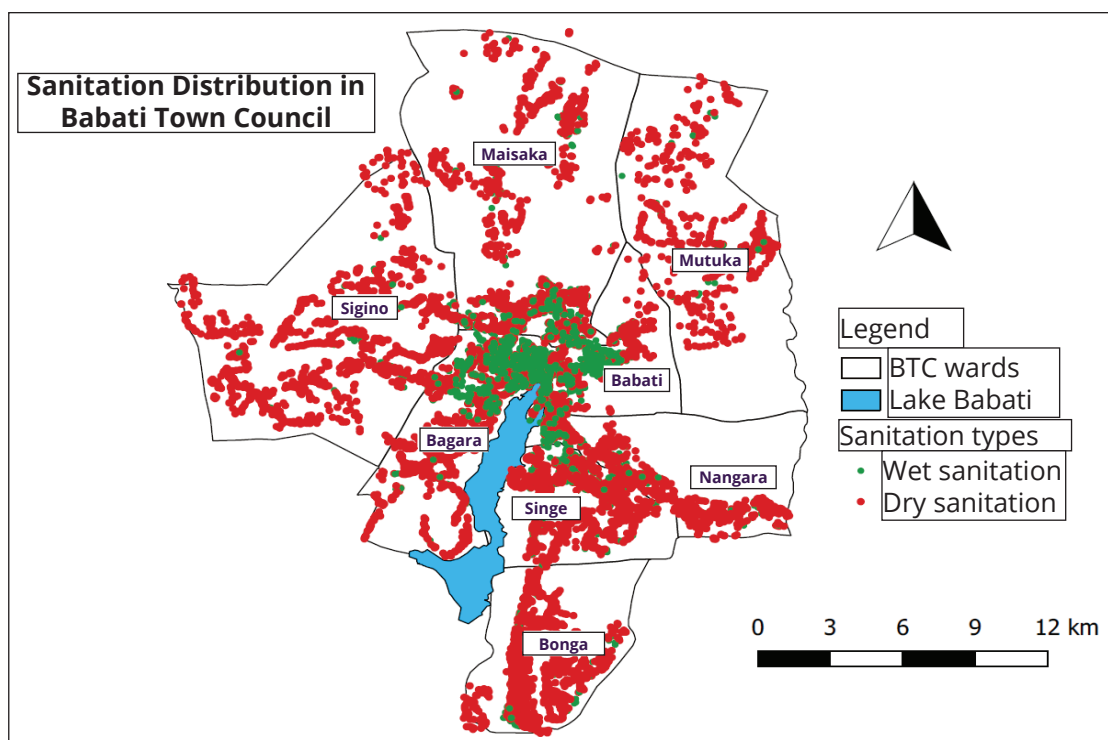 Sanitation Distribution in
Babati Town Council
Maisaka
Mutuka
Sigino
Babati
Bagara
Nangara
Singe
Bonga
Legend
BTC wards
Lake Babati
Sanitation types
Wet sanitation
Dry sanitation
0 3 6 9 12 km